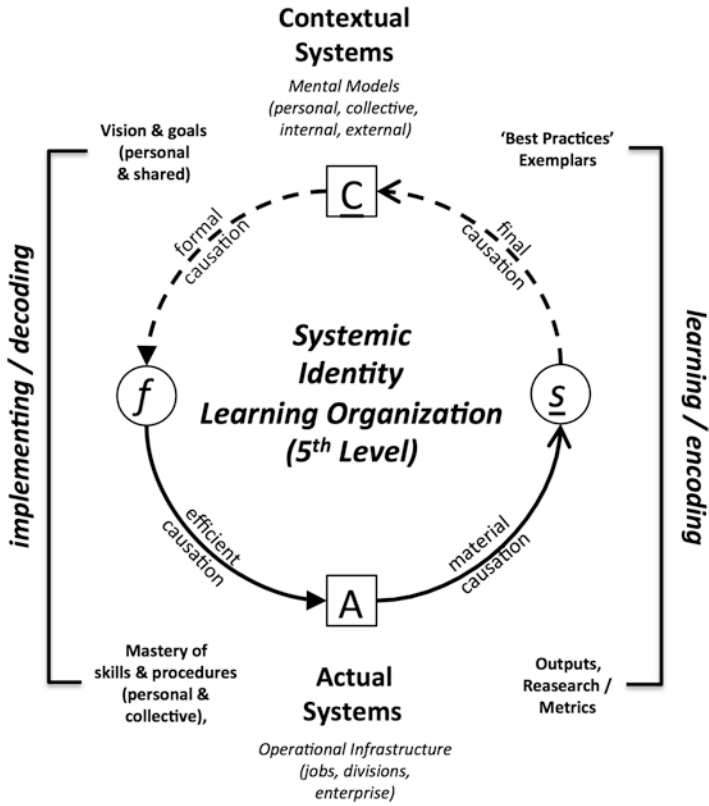 Contextual
Systems
Mental Models
(personal, collective,
internal, external)
Vision & goals
(personal
& shared)
'Best Practices'
Exemplars
C
formal
causation
final
causation
implementing / decoding
learning / encoding
Systemic
Identity
Learning Organization
(5th Level)
f
s
efficient
causation
material
causation
A
Mastery of
skills & procedures
(personal &
collective),
Actual
Systems
Operational Infrastructure
(jobs, divisions,
enterprise)
Outputs,
Reasearch /
Metrics